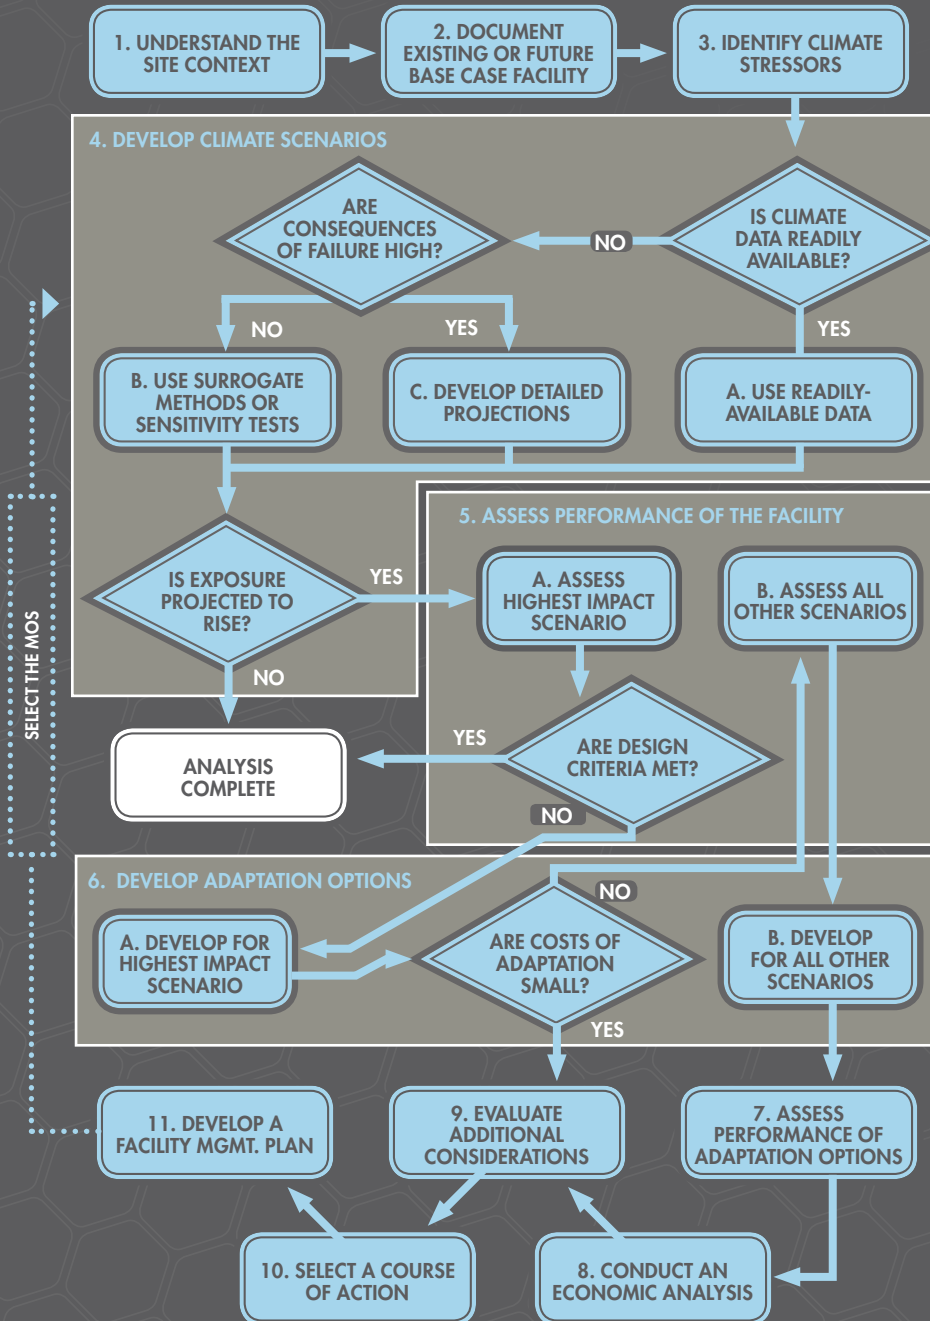 1. UNDERSTAND THE
SITE CONTEXT
2. DOCUMENT
EXISTING OR FUTURE
BASE CASE FACILITY
3. IDENTIFY CLIMATE
STRESSORS
4. DEVELOP CLIMATE SCENARIOS
ARE
CONSEQUENCES
OF FAILURE HIGH?
NO
IS CLIMATE
DATA READILY
AVAILABLE?
NO
YES
YES
B. USE SURROGATE
METHODS OR
SENSITIVITY TESTS
C. DEVELOP DETAILED
PROJECTIONS
A. USE READILY-
AVAILABLE DATA
IS EXPOSURE
PROJECTED TO
RISE?
YES
NO
5. ASSESS PERFORMANCE OF THE FACILITY
A. ASSESS
HIGHEST IMPACT
SCENARIO
B. ASSESS ALL
OTHER SCENARIOS
SELECT THE MOS
ANALYSIS
COMPLETE
YES
ARE DESIGN
CRITERIA MET?
NO
6. DEVELOP ADAPTATION OPTIONS
A. DEVELOP FOR
HIGHEST IMPACT
SCENARIO
NO
ARE COSTS OF
ADAPTATION
SMALL?
YES
B. DEVELOP
FOR ALL OTHER
SCENARIOS
11. DEVELOP A
FACILITY MGMT. PLAN
9. EVALUATE
ADDITIONAL
CONSIDERATIONS
7. ASSESS
PERFORMANCE OF
ADAPTATION OPTIONS
10. SELECT A COURSE
OF ACTION
8. CONDUCT AN
ECONOMIC ANALYSIS